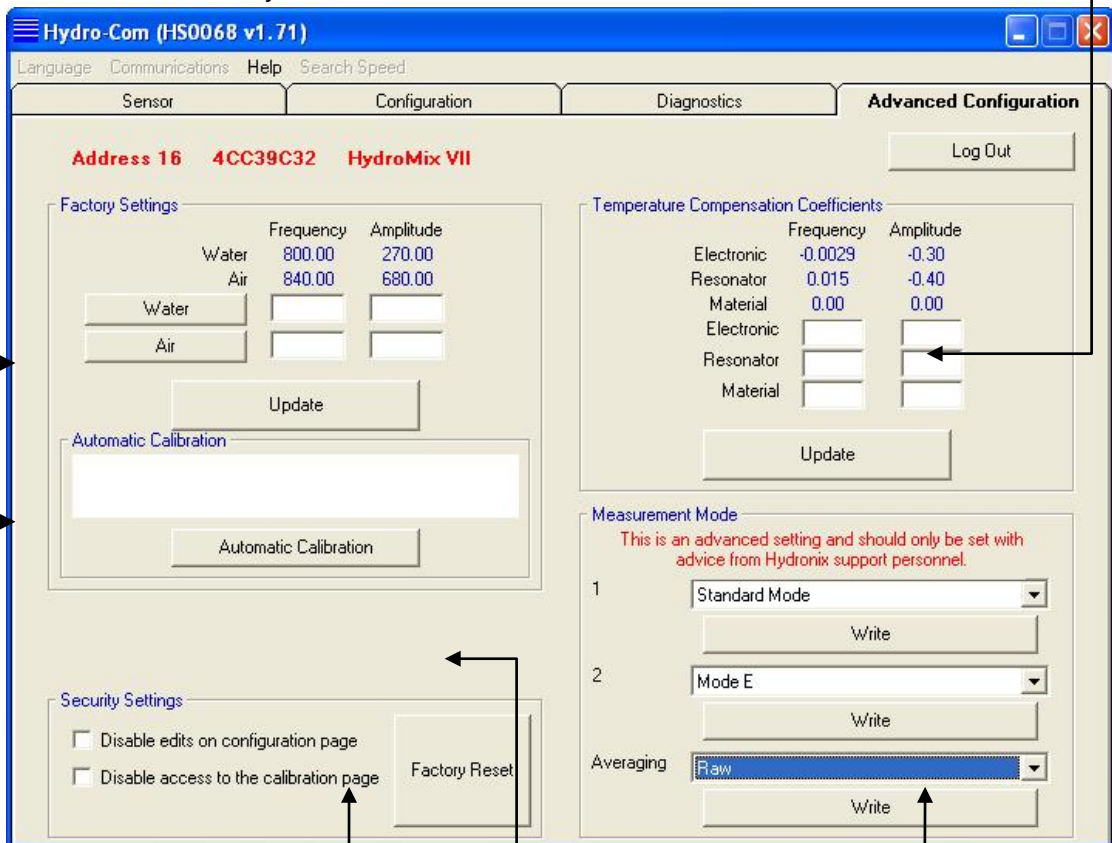 Hydro-Com (HS0068 v1.71)
Language Communications Help Search Speed
Sensor Configuration Diagnostics Advanced Configuration
Address 16 4CC39C32 HydroMix VII
Log Out
Factory Settings
Frequency Amplitude
Water 800.00 270.00
Air 840.00 680.00
Water
Air
Update
Automatic Calibration
Automatic Calibration
Temperature Compensation Coefficients
Frequency Amplitude
Electronic -0.0029 -0.30
Resonator 0.015 -0.40
Material 0.00 0.00
Electronic
Resonator
Material
Update
Measurement Mode
This is an advanced setting and should only be set with
advice from Hydronix support personnel.
1 Standard Mode
Write
2 Mode E
Write
Averaging Raw
Write
Security Settings
Disable edits on configuration page
Disable access to the calibration page
Factory Reset